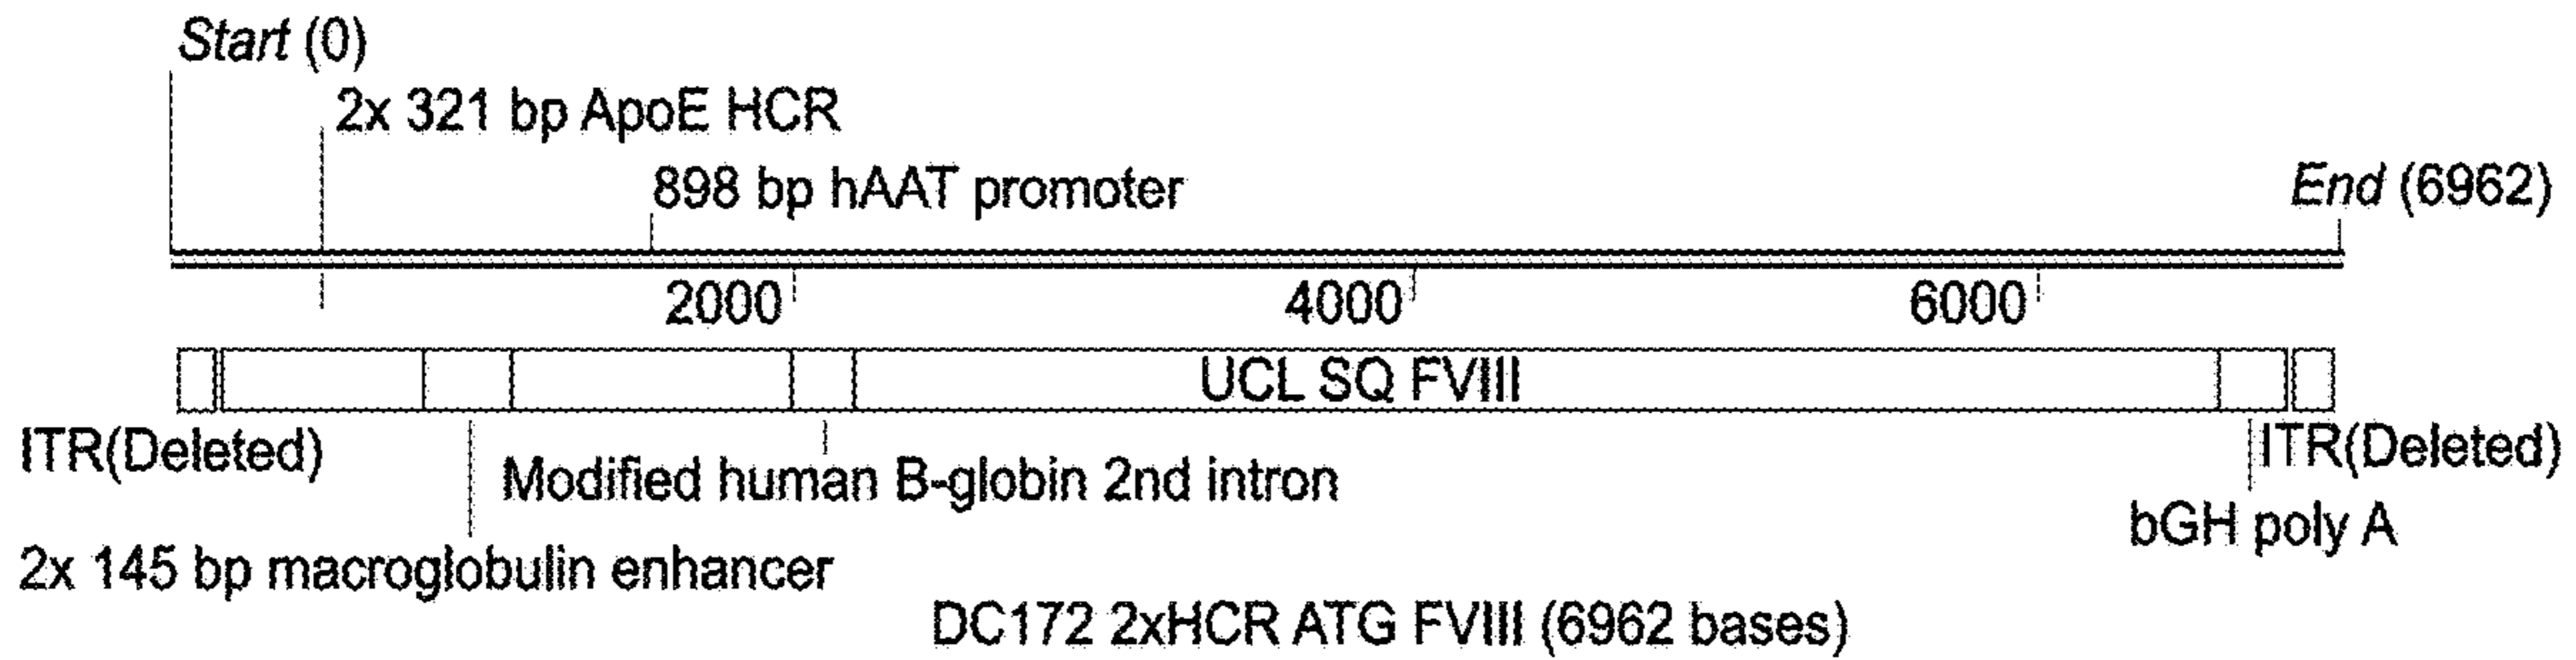 Start (0)
2x 321 bp ApoE HCR
898 bp hAAT promoter
End (6962)
2000
4000
6000
UCL SQ FVIII
ITR(Deleted)
ITR(Deleted)
Modified human B-globin 2nd intron
bGH poly A
2x 145 bp macroglobulin enhancer
DC172 2xHCR ATG FVIII (6962 bases)